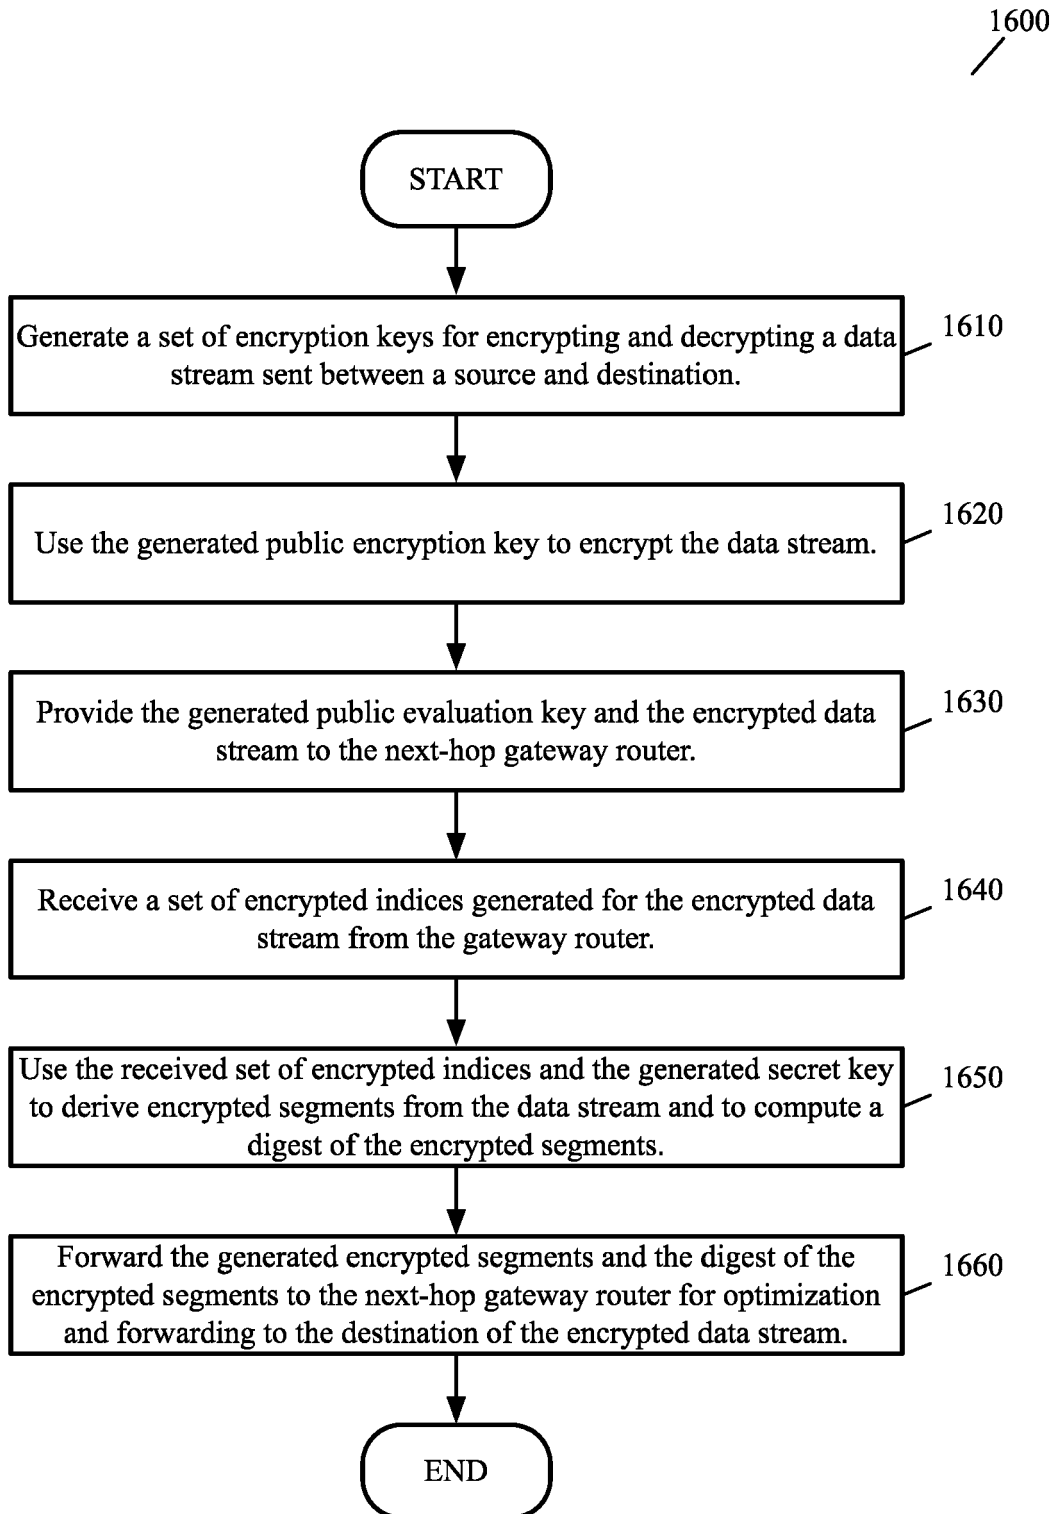 1600
START
Generate a set of encryption keys for encrypting and decrypting a data
stream sent between a source and destination.
1610
Use the generated public encryption key to encrypt the data stream.
1620
Provide the generated public evaluation key and the encrypted data
stream to the next-hop gateway router.
1630
Receive a set of encrypted indices generated for the encrypted data
stream from the gateway router.
1640
Use the received set of encrypted indices and the generated secret key
to derive encrypted segments from the data stream and to compute a
digest of the encrypted segments.
1650
Forward the generated encrypted segments and the digest of the
encrypted segments to the next-hop gateway router for optimization
and forwarding to the destination of the encrypted data stream.
1660
END